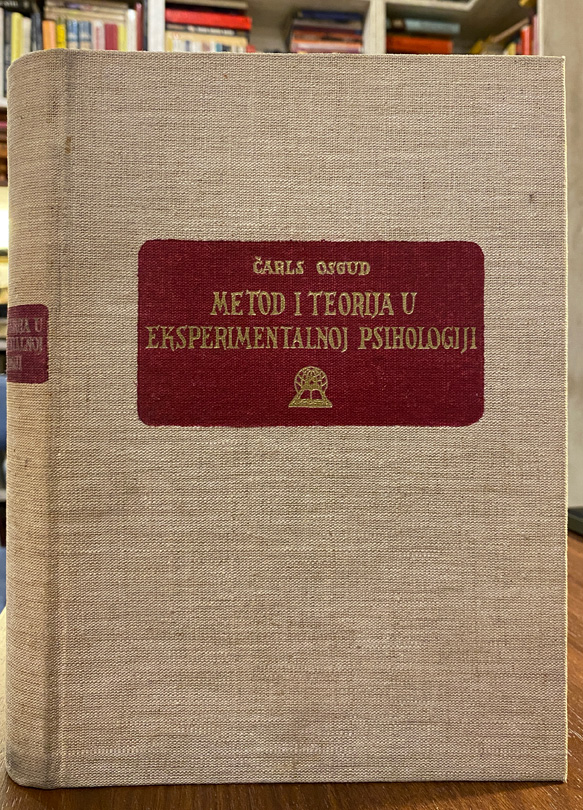 ČARLS OSGUD
METOD I TEORIJA U
EKSPERIMENTALNOJ PSIHOLOGIJI